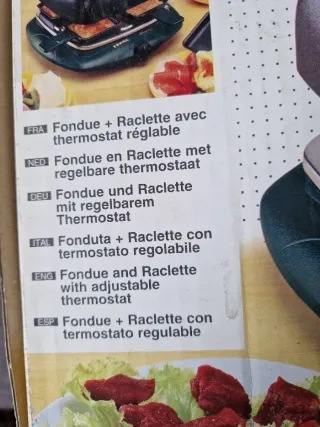 FRA Fondue + Raclette avec
thermostat réglable
NED Fondue en Raclette met
regelbare thermostaat
DEU Fondue und Raclette
mit regelbarem
Thermostat
ITAL Fonduta + Raclette con
termostato regolabile
ENG Fondue and Raclette
with adjustable
thermostat
ESP Fondue + Raclette con
termostato regulable